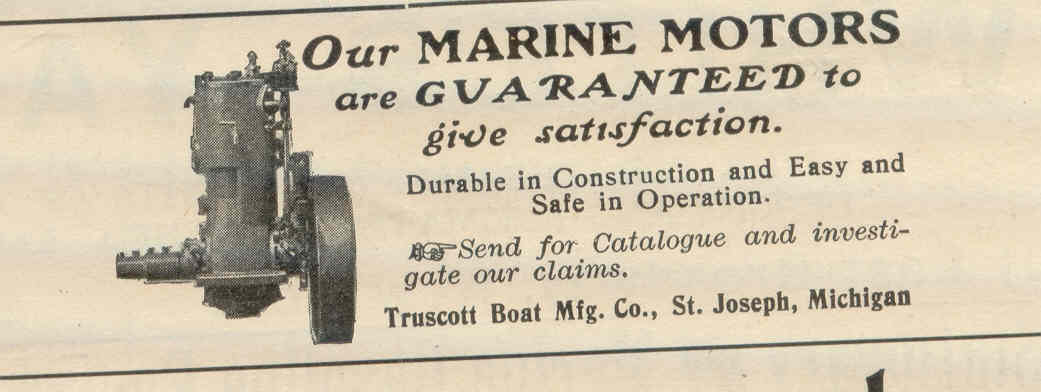 Our MARINE MOTORS
are GUARANTEED to
give satisfaction.
Durable in Construction and Easy and
Safe in Operation.
☞Send for Catalogue and investi-
gate our claims.
Truscott Boat Mfg. Co., St. Joseph, Michigan